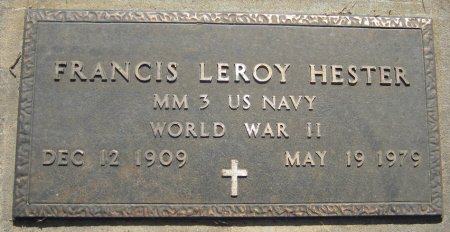 FRANCIS LEROY HESTER
MM 3 US NAVY
WORLD WAR II
DEC 12 1909 MAY 19 1979